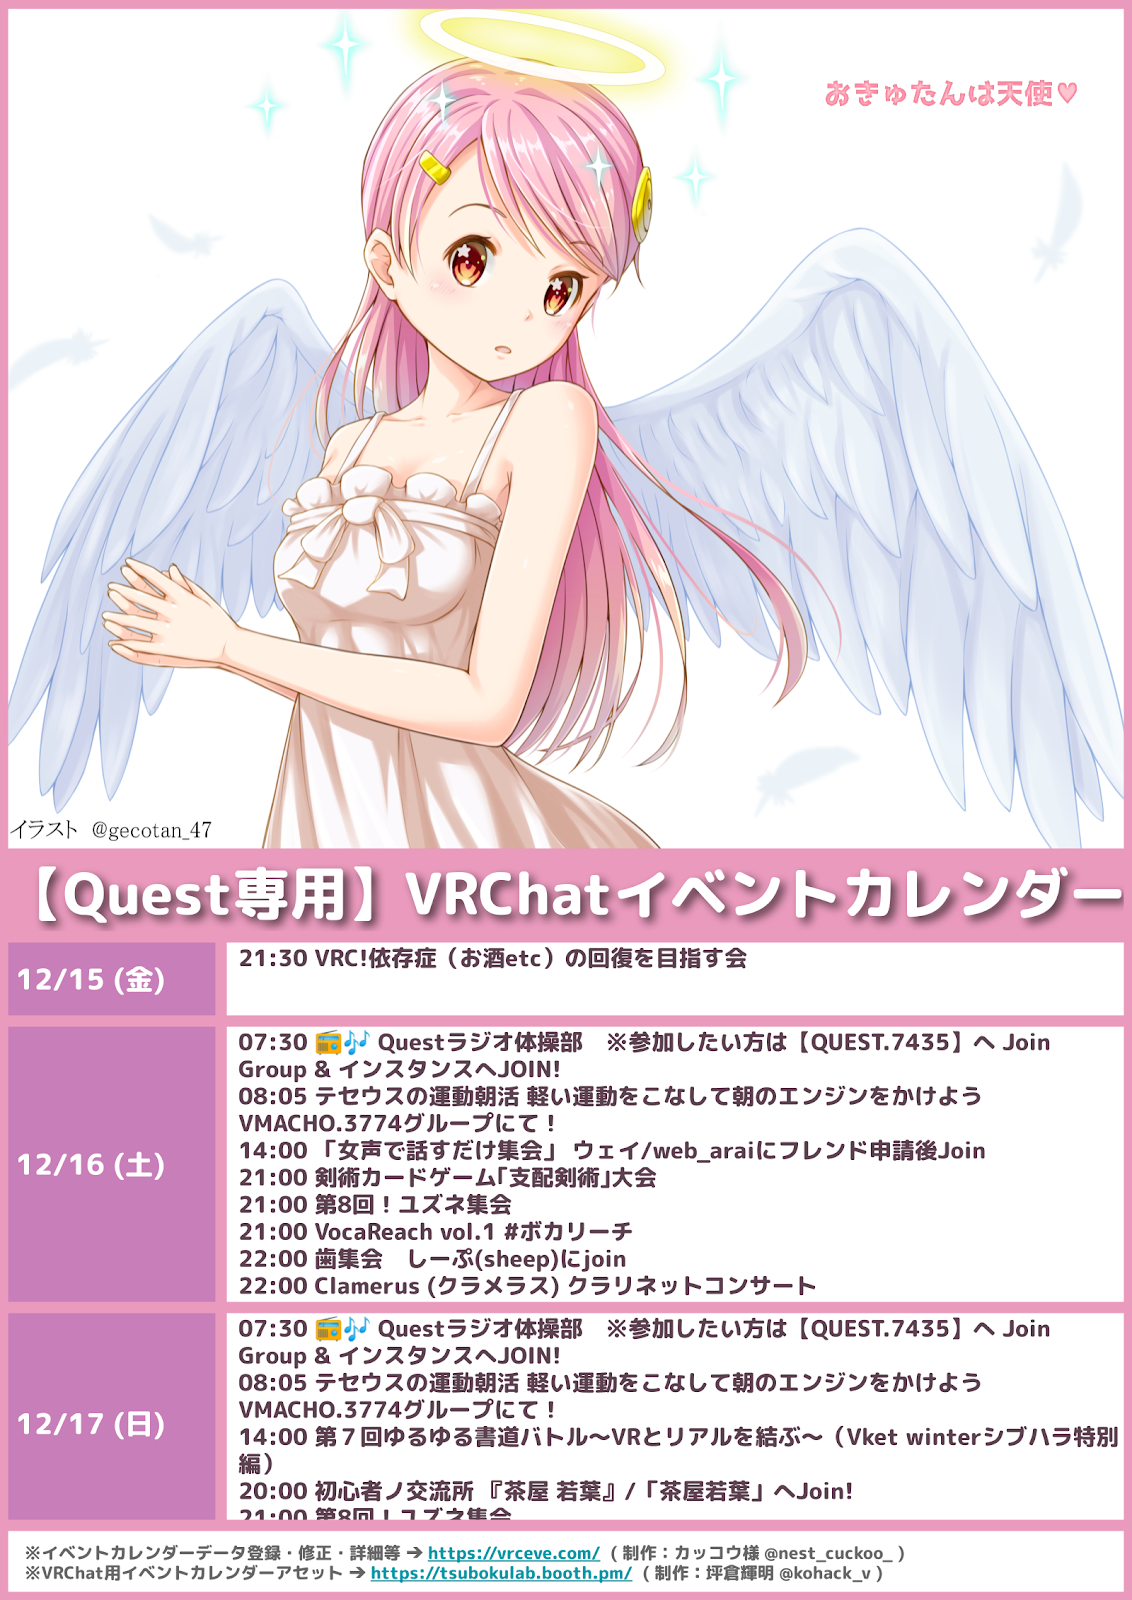 おきゅたんは天使♥
イラスト @gecotan_47
【Quest専用】VRChatイベントカレンダー
12/15 (金)
21:30 VRC!依存症（お酒etc）の回復を目指す会
12/16 (土)
07:30 📻🎶 Questラジオ体操部　※参加したい方は【QUEST.7435】へ Join
Group & インスタンスへJOIN!
08:05 テセウスの運動朝活 軽い運動をこなして朝のエンジンをかけよう
VMACHO.3774グループにて！
14:00 「女声で話すだけ集会」 ウェイ/web_araiにフレンド申請後Join
21:00 剣術カードゲーム｢支配剣術｣大会
21:00 第8回！ユズネ集会
21:00 VocaReach vol.1 #ボカリーチ
22:00 歯集会　しーぷ(sheep)にjoin
22:00 Clamerus (クラメラス) クラリネットコンサート
12/17 (日)
07:30 📻🎶 Questラジオ体操部　※参加したい方は【QUEST.7435】へ Join
Group & インスタンスへJOIN!
08:05 テセウスの運動朝活 軽い運動をこなして朝のエンジンをかけよう
VMACHO.3774グループにて！
14:00 第７回ゆるゆる書道バトル～VRとリアルを結ぶ～（Vket winterシブハラ特別
編）
20:00 初心者ノ交流所 『茶屋 若葉』/「茶屋若葉」へJoin!
21:00 第8回！ユズネ集会
※イベントカレンダーデータ登録・修正・詳細等 ➔ https://vrceve.com/ （制作：カッコウ様 @nest_cuckoo_ ）
※VRChat用イベントカレンダーアセット ➔ https://tsubokulab.booth.pm/ （制作：坪倉輝明 @kohack_v ）